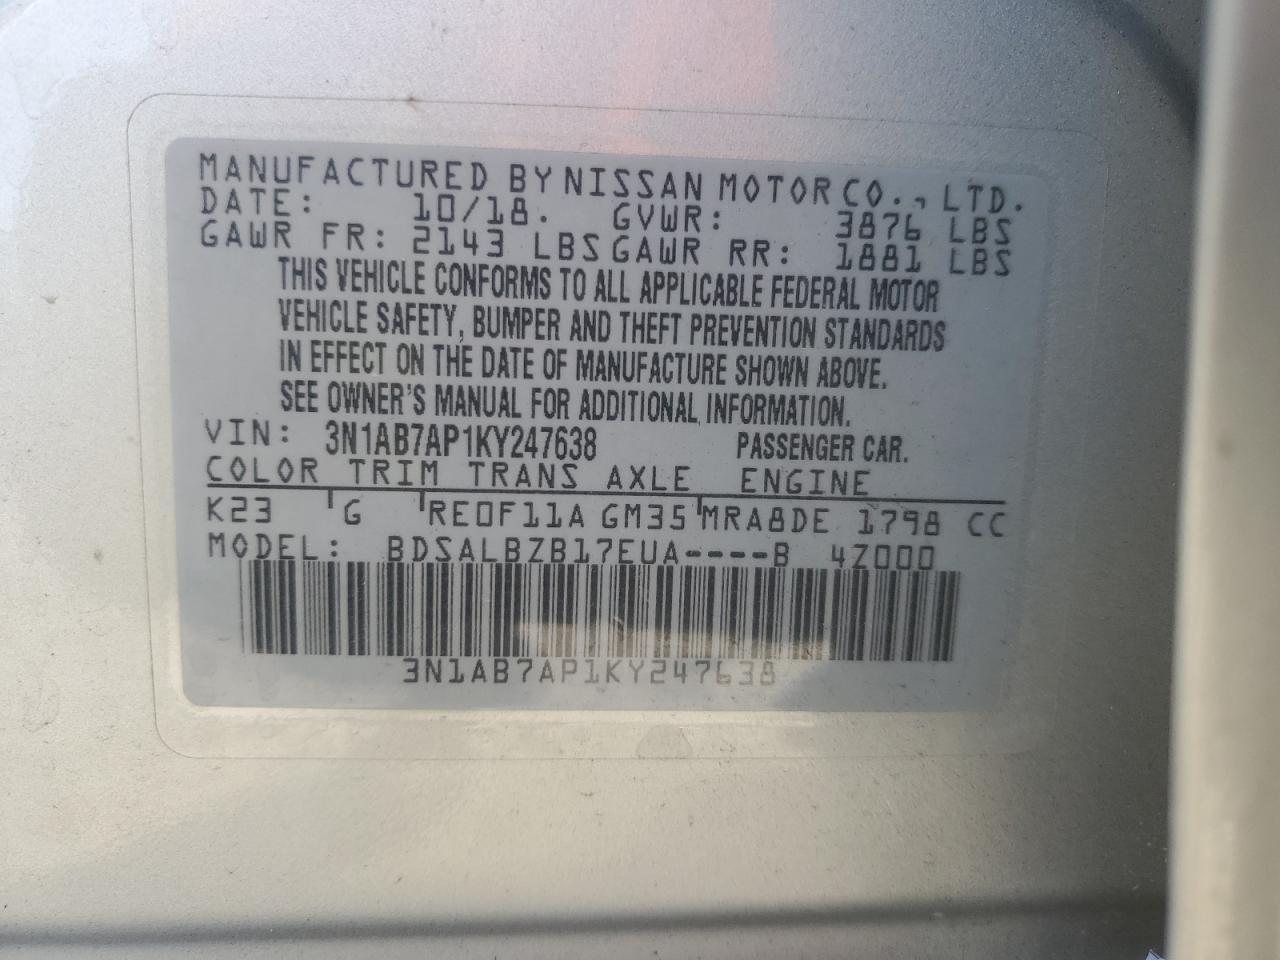 MANUFACTURED BY NISSAN MOTOR CO., LTD.
DATE: 10/18. GVWR: 3876 LBS
GAWR FR: 2143 LBS GAWR RR: 1881 LBS
THIS VEHICLE CONFORMS TO ALL APPLICABLE FEDERAL MOTOR
VEHICLE SAFETY, BUMPER AND THEFT PREVENTION STANDARDS
IN EFFECT ON THE DATE OF MANUFACTURE SHOWN ABOVE.
SEE OWNER'S MANUAL FOR ADDITIONAL INFORMATION.
VIN: 3N1AB7AP1KY247638 PASSENGER CAR.
COLOR TRIM TRANS AXLE ENGINE
K23 G RE0F11A GM35 MRA8DE 1798 CC
MODEL: BDSALBZB17EUA----B 4Z000
3N1AB7AP1KY247638